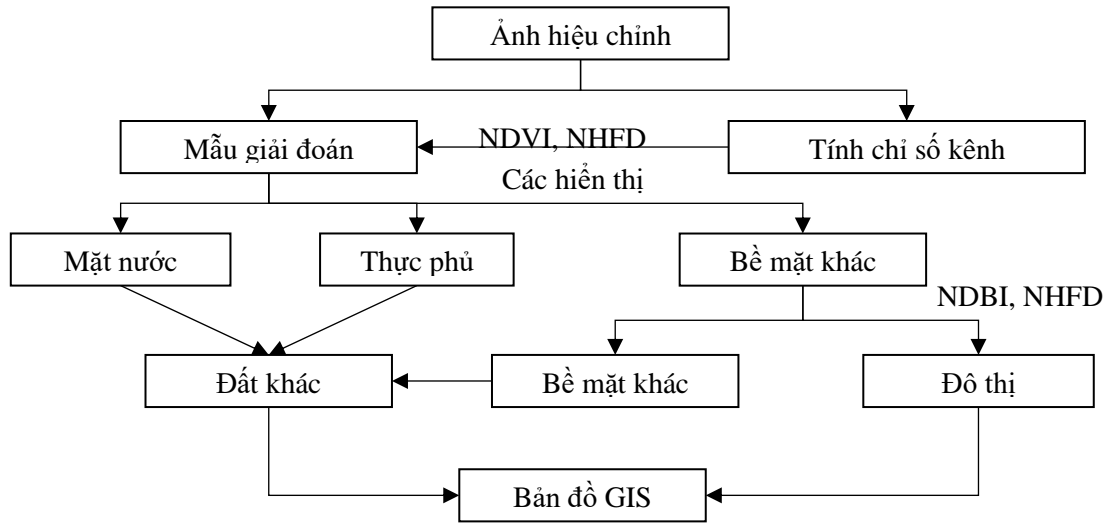 Ảnh hiệu chỉnh
Mẫu giải đoán
NDVI, NHFD
Tính chỉ số kênh
Các hiển thị
Mặt nước
Thực phủ
Bề mặt khác
NDBI, NHFD
Đất khác
Bề mặt khác
Đô thị
Bản đồ GIS